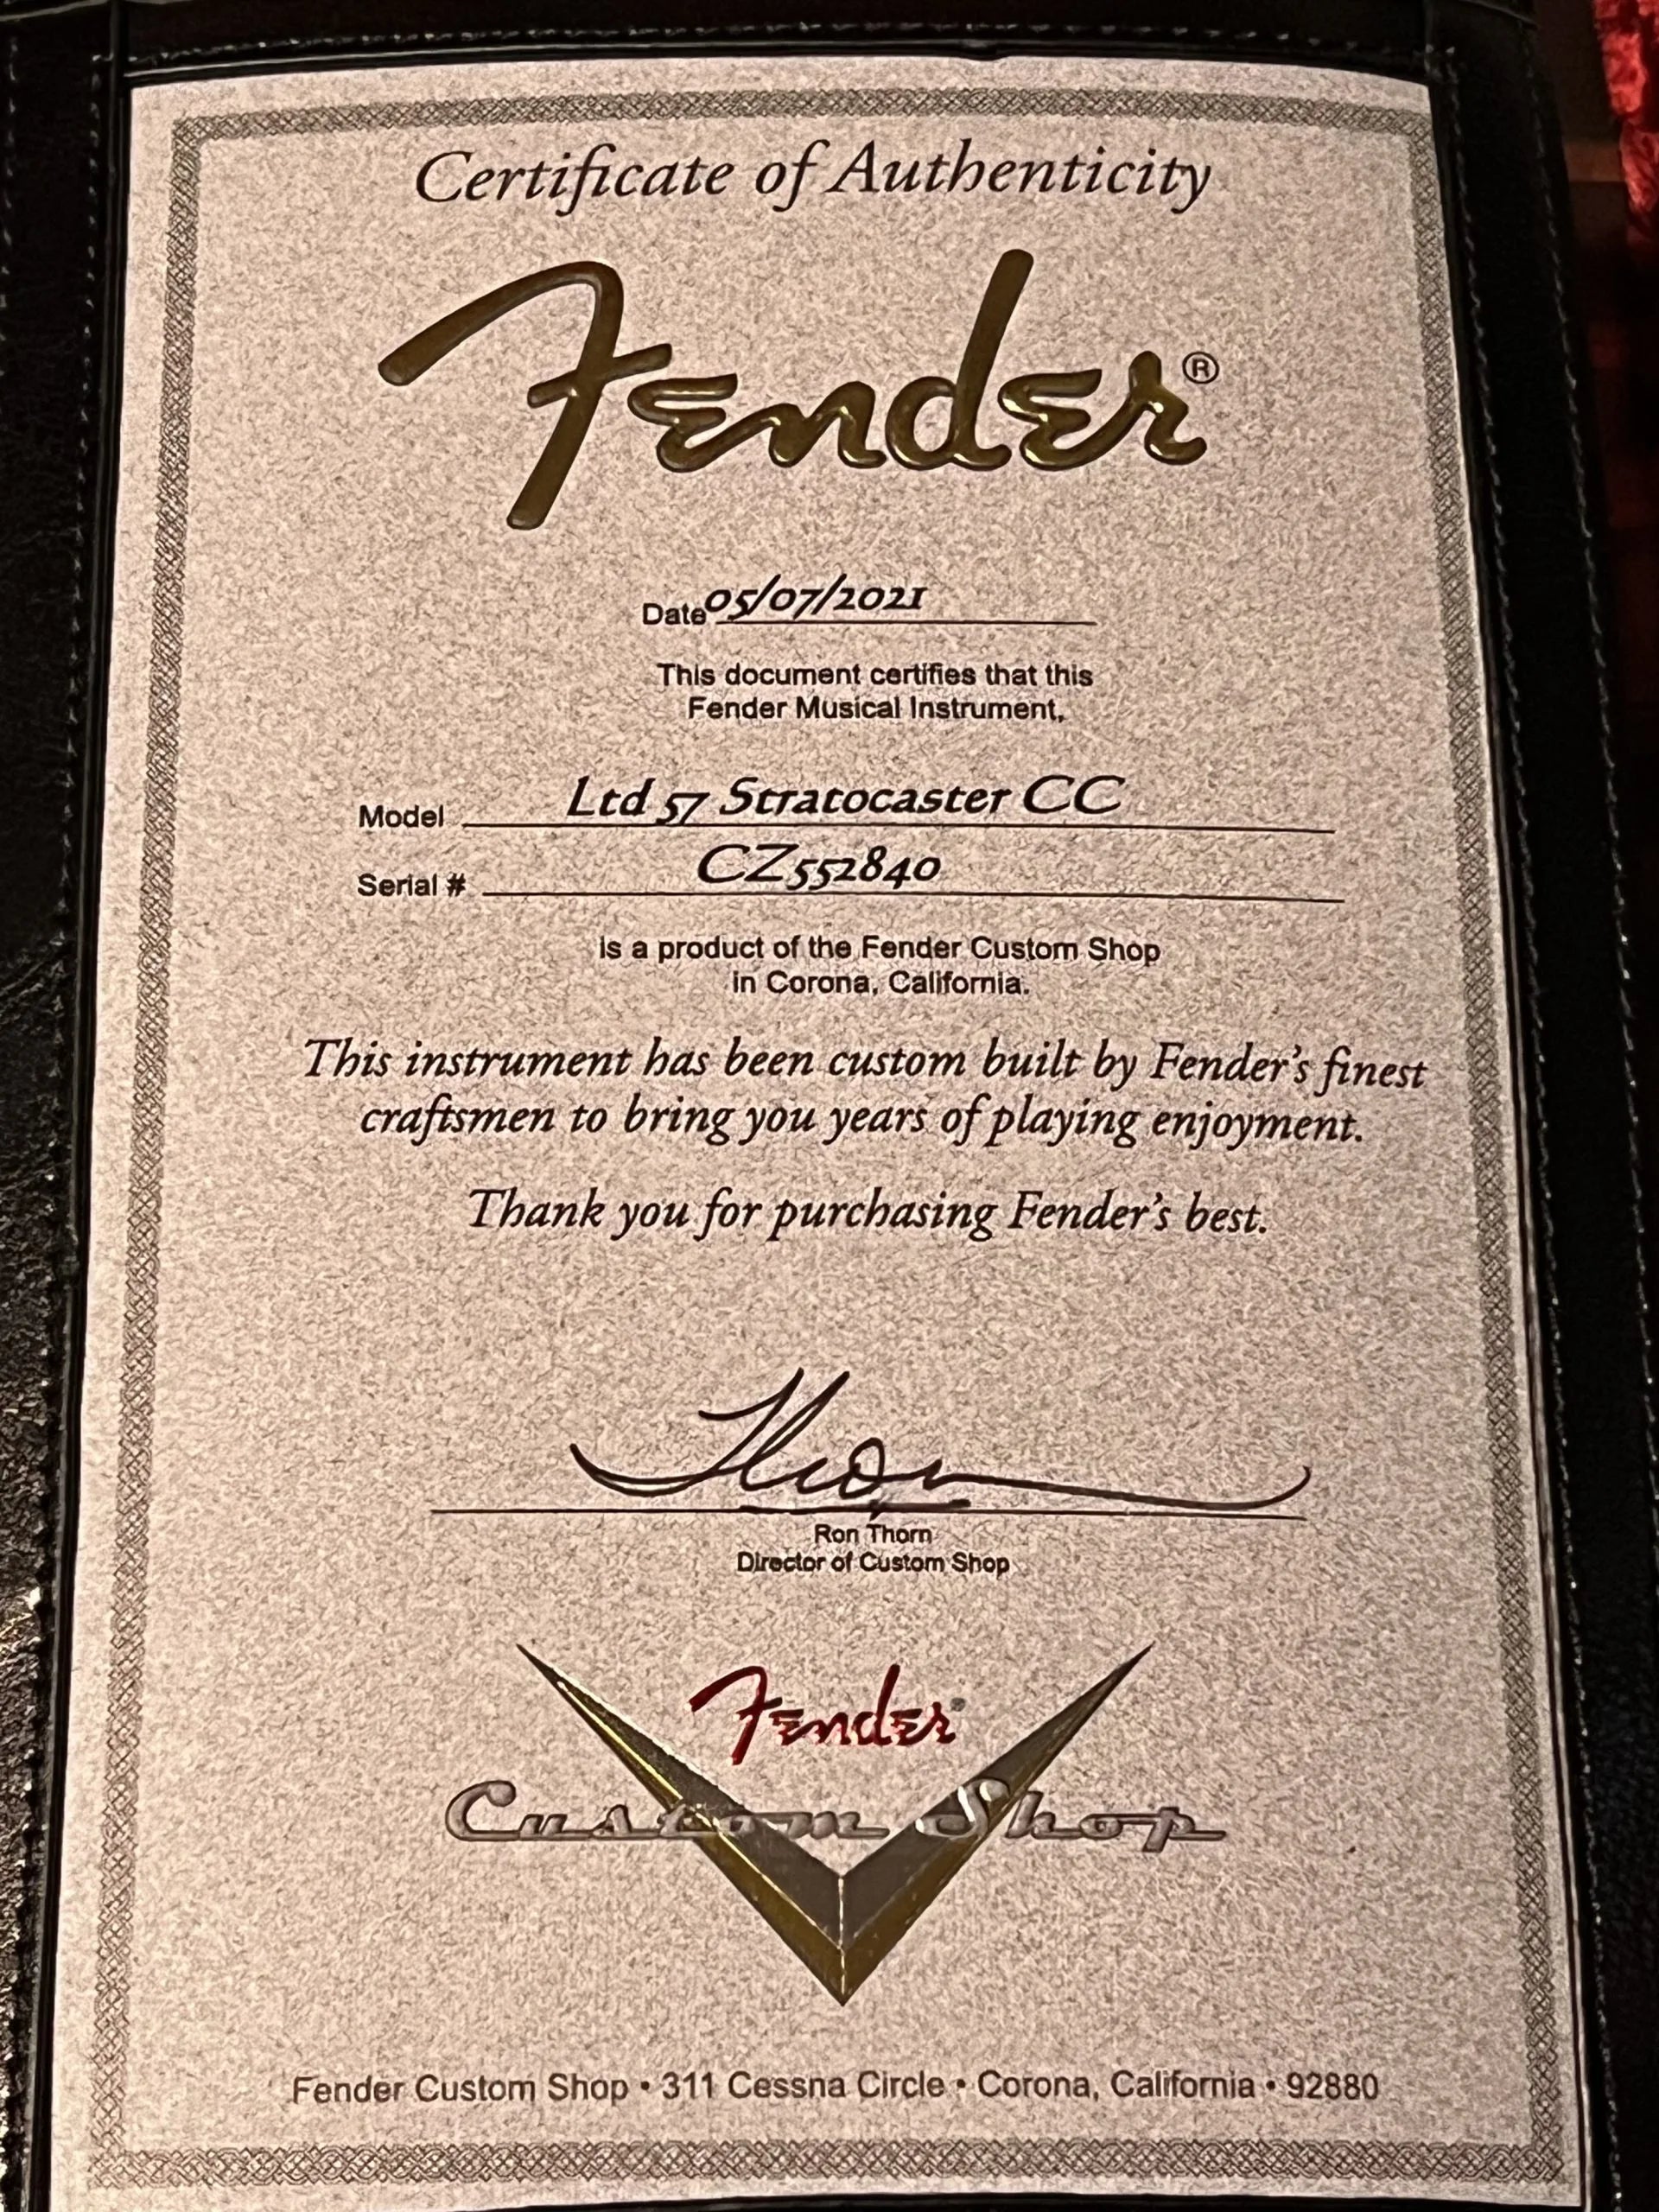 Certificate of Authenticity
Fender®
Date 05/07/2021
This document certifies that this
Fender Musical Instrument,
Model Ltd 57 Stratocaster CC
Serial # CZ552840
is a product of the Fender Custom Shop
in Corona, California.
This instrument has been custom built by Fender's finest
craftsmen to bring you years of playing enjoyment.
Thank you for purchasing Fender's best.
Thorn
Ron Thorn
Director of Custom Shop
Fender®
Custom Shop
Fender Custom Shop • 311 Cessna Circle • Corona, California • 92880